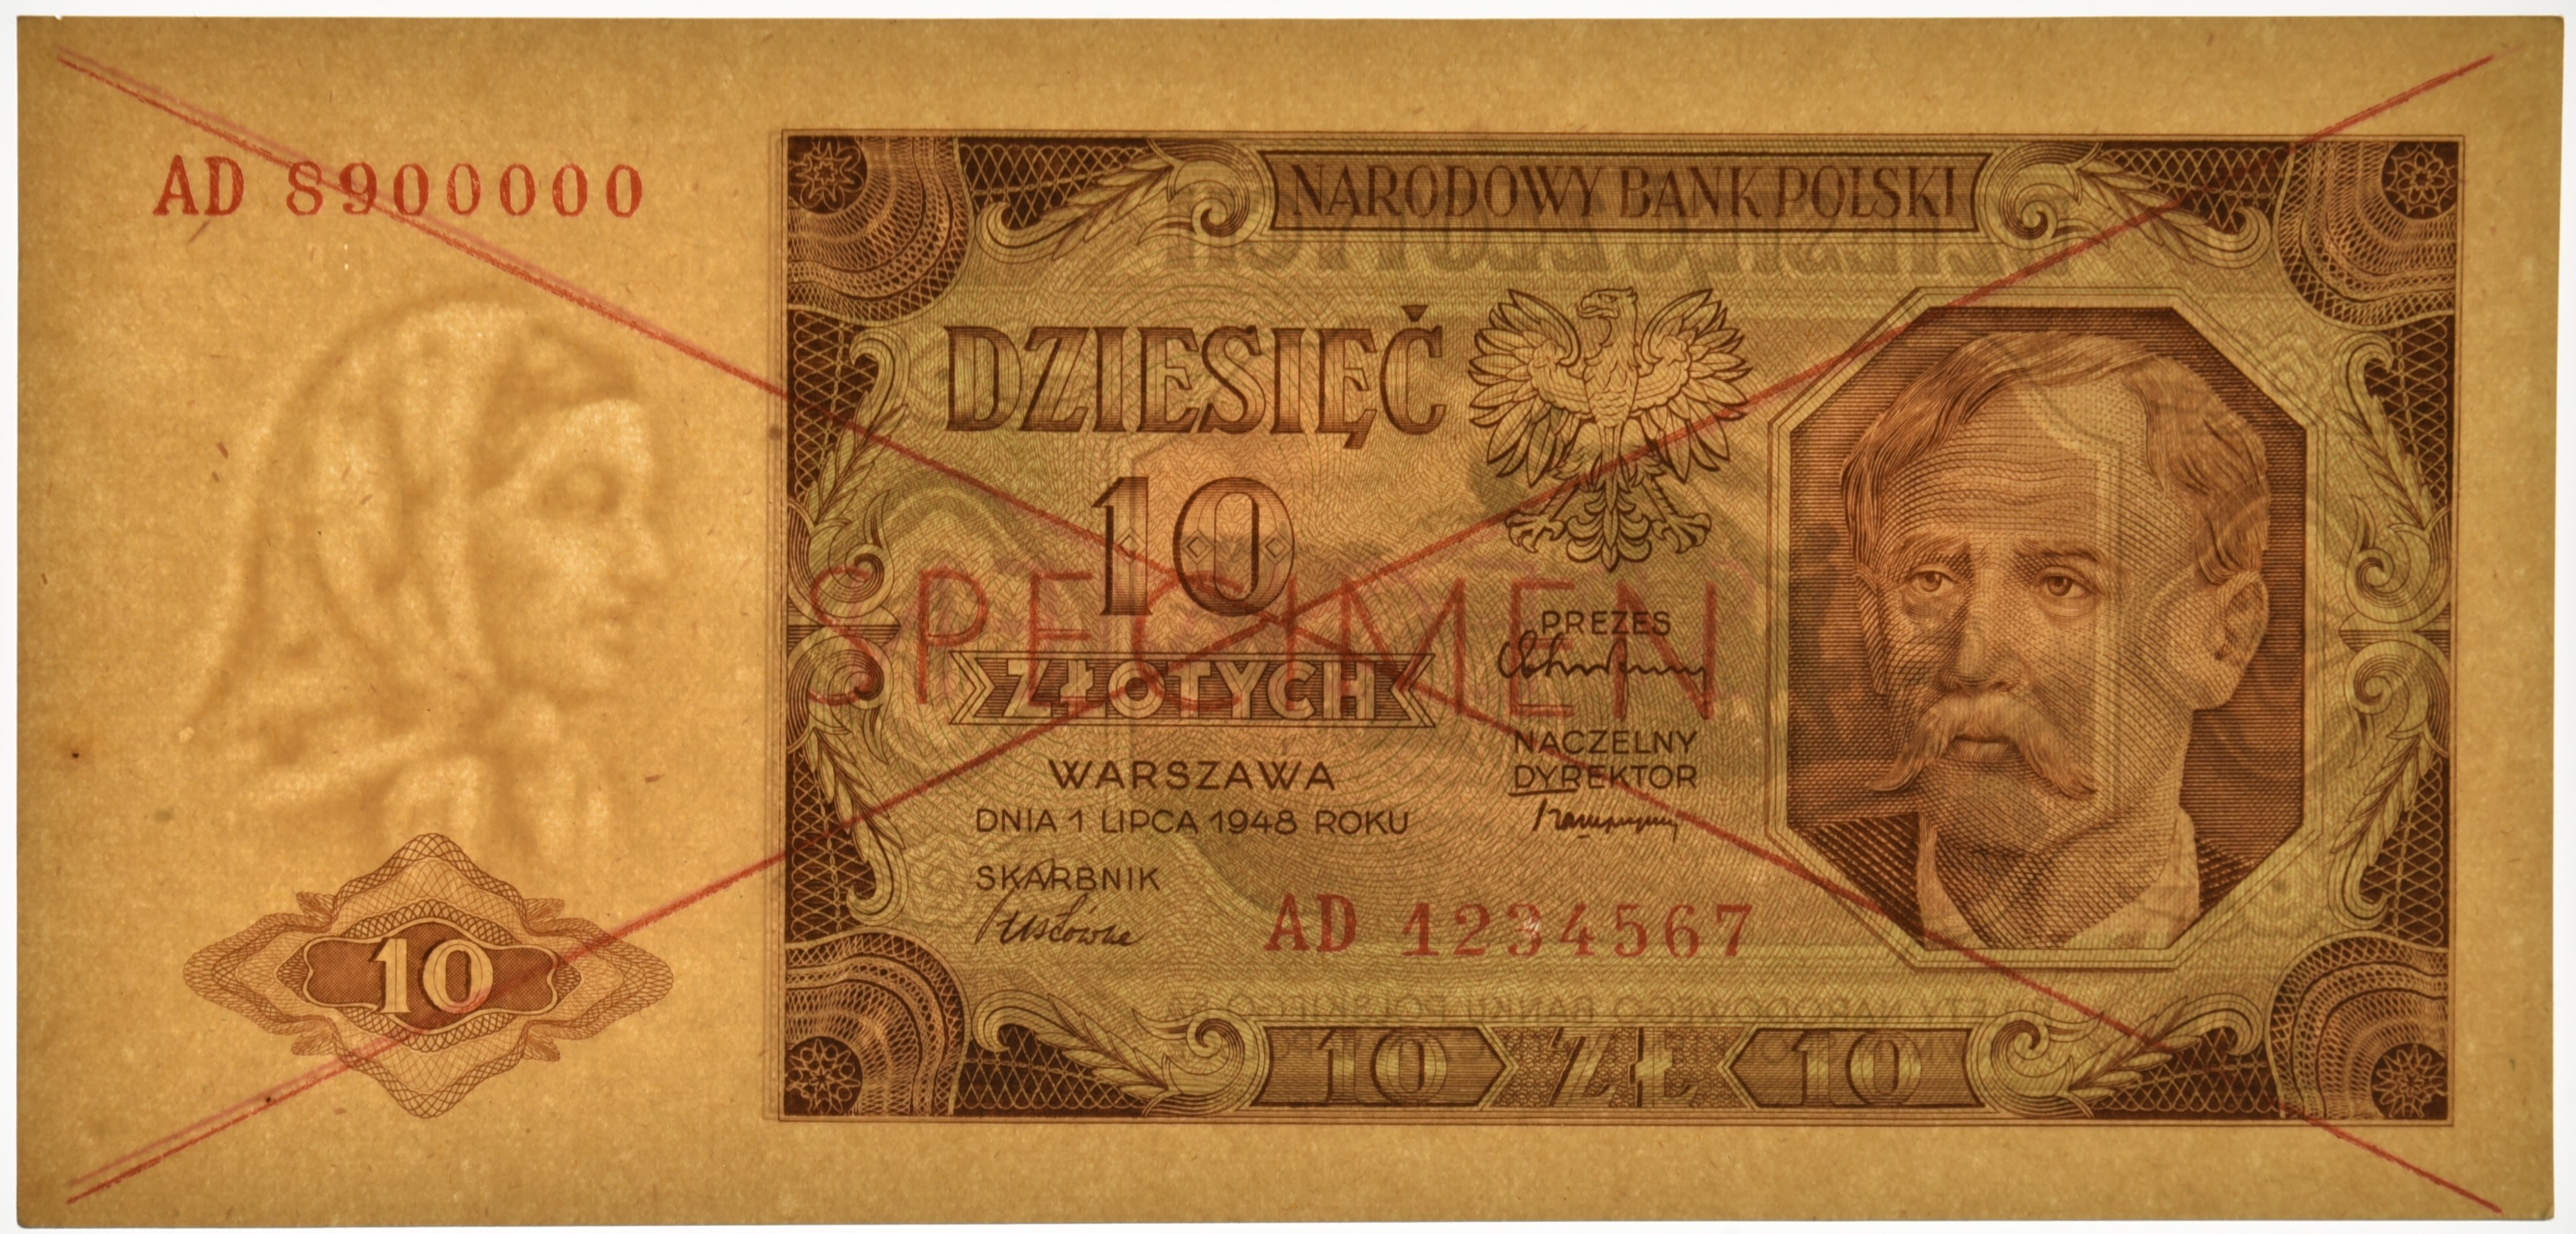 AD 8900000
NARODOWY BANK POLSKI
DZIESIĘĆ
10
ZŁOTYCH
SPECIMEN
WARSZAWA
DNIA 1 LIPCA 1948 ROKU
PREZES
NACZELNY
DYREKTOR
SKARBNIK
AD 1234567
10
10 ZŁ 10